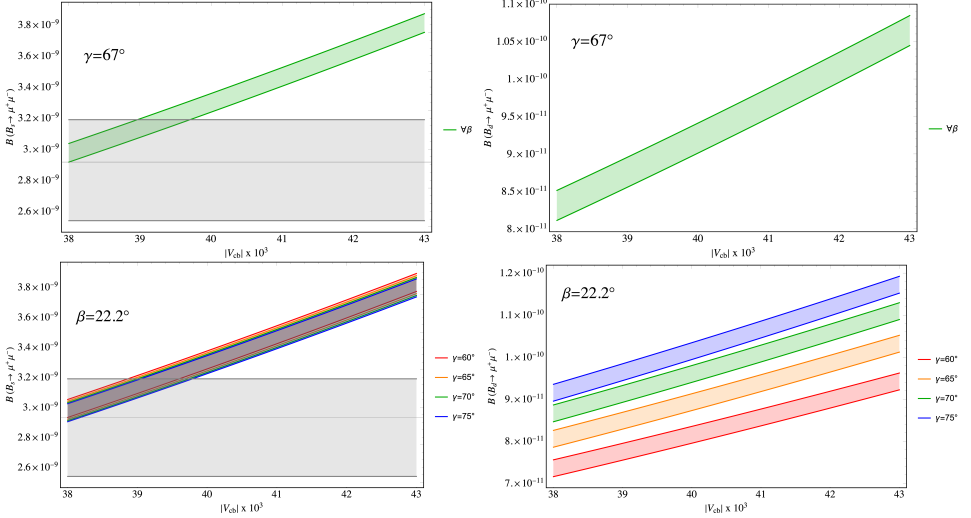 B (Bs→ μ+μ−)
3.8×10−9
3.6×10−9
3.4×10−9
3.2×10−9
3.×10−9
2.8×10−9
2.6×10−9
γ=67°
38 39 40 41 42 43
|Vcb| x 103
∀β
B (Bd→ μ+μ−)
1.1×10−10
1.05×10−10
1.×10−10
9.5×10−11
9.×10−11
8.5×10−11
8.×10−11
γ=67°
38 39 40 41 42 43
|Vcb| x 103
∀β
B (Bs→ μ+μ−)
3.8×10−9
3.6×10−9
3.4×10−9
3.2×10−9
3.×10−9
2.8×10−9
2.6×10−9
β=22.2°
38 39 40 41 42 43
|Vcb| x 103
γ=60°
γ=65°
γ=70°
γ=75°
B (Bd→ μ+μ−)
1.2×10−10
1.1×10−10
1.×10−10
9.×10−11
8.×10−11
7.×10−11
β=22.2°
38 39 40 41 42 43
|Vcb| x 103
γ=60°
γ=65°
γ=70°
γ=75°